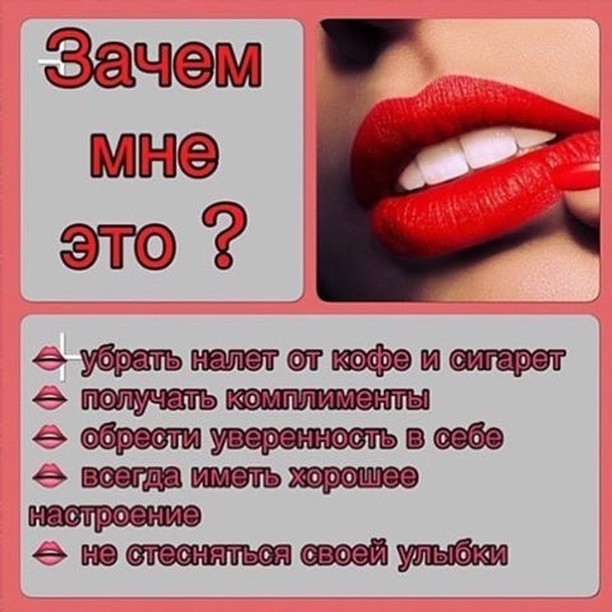 Зачем
мне
это ?
убрать налет от кофе и сигарет
получать комплименты
обрести уверенность в себе
всегда иметь хорошее
настроение
не стесняться своей улыбки